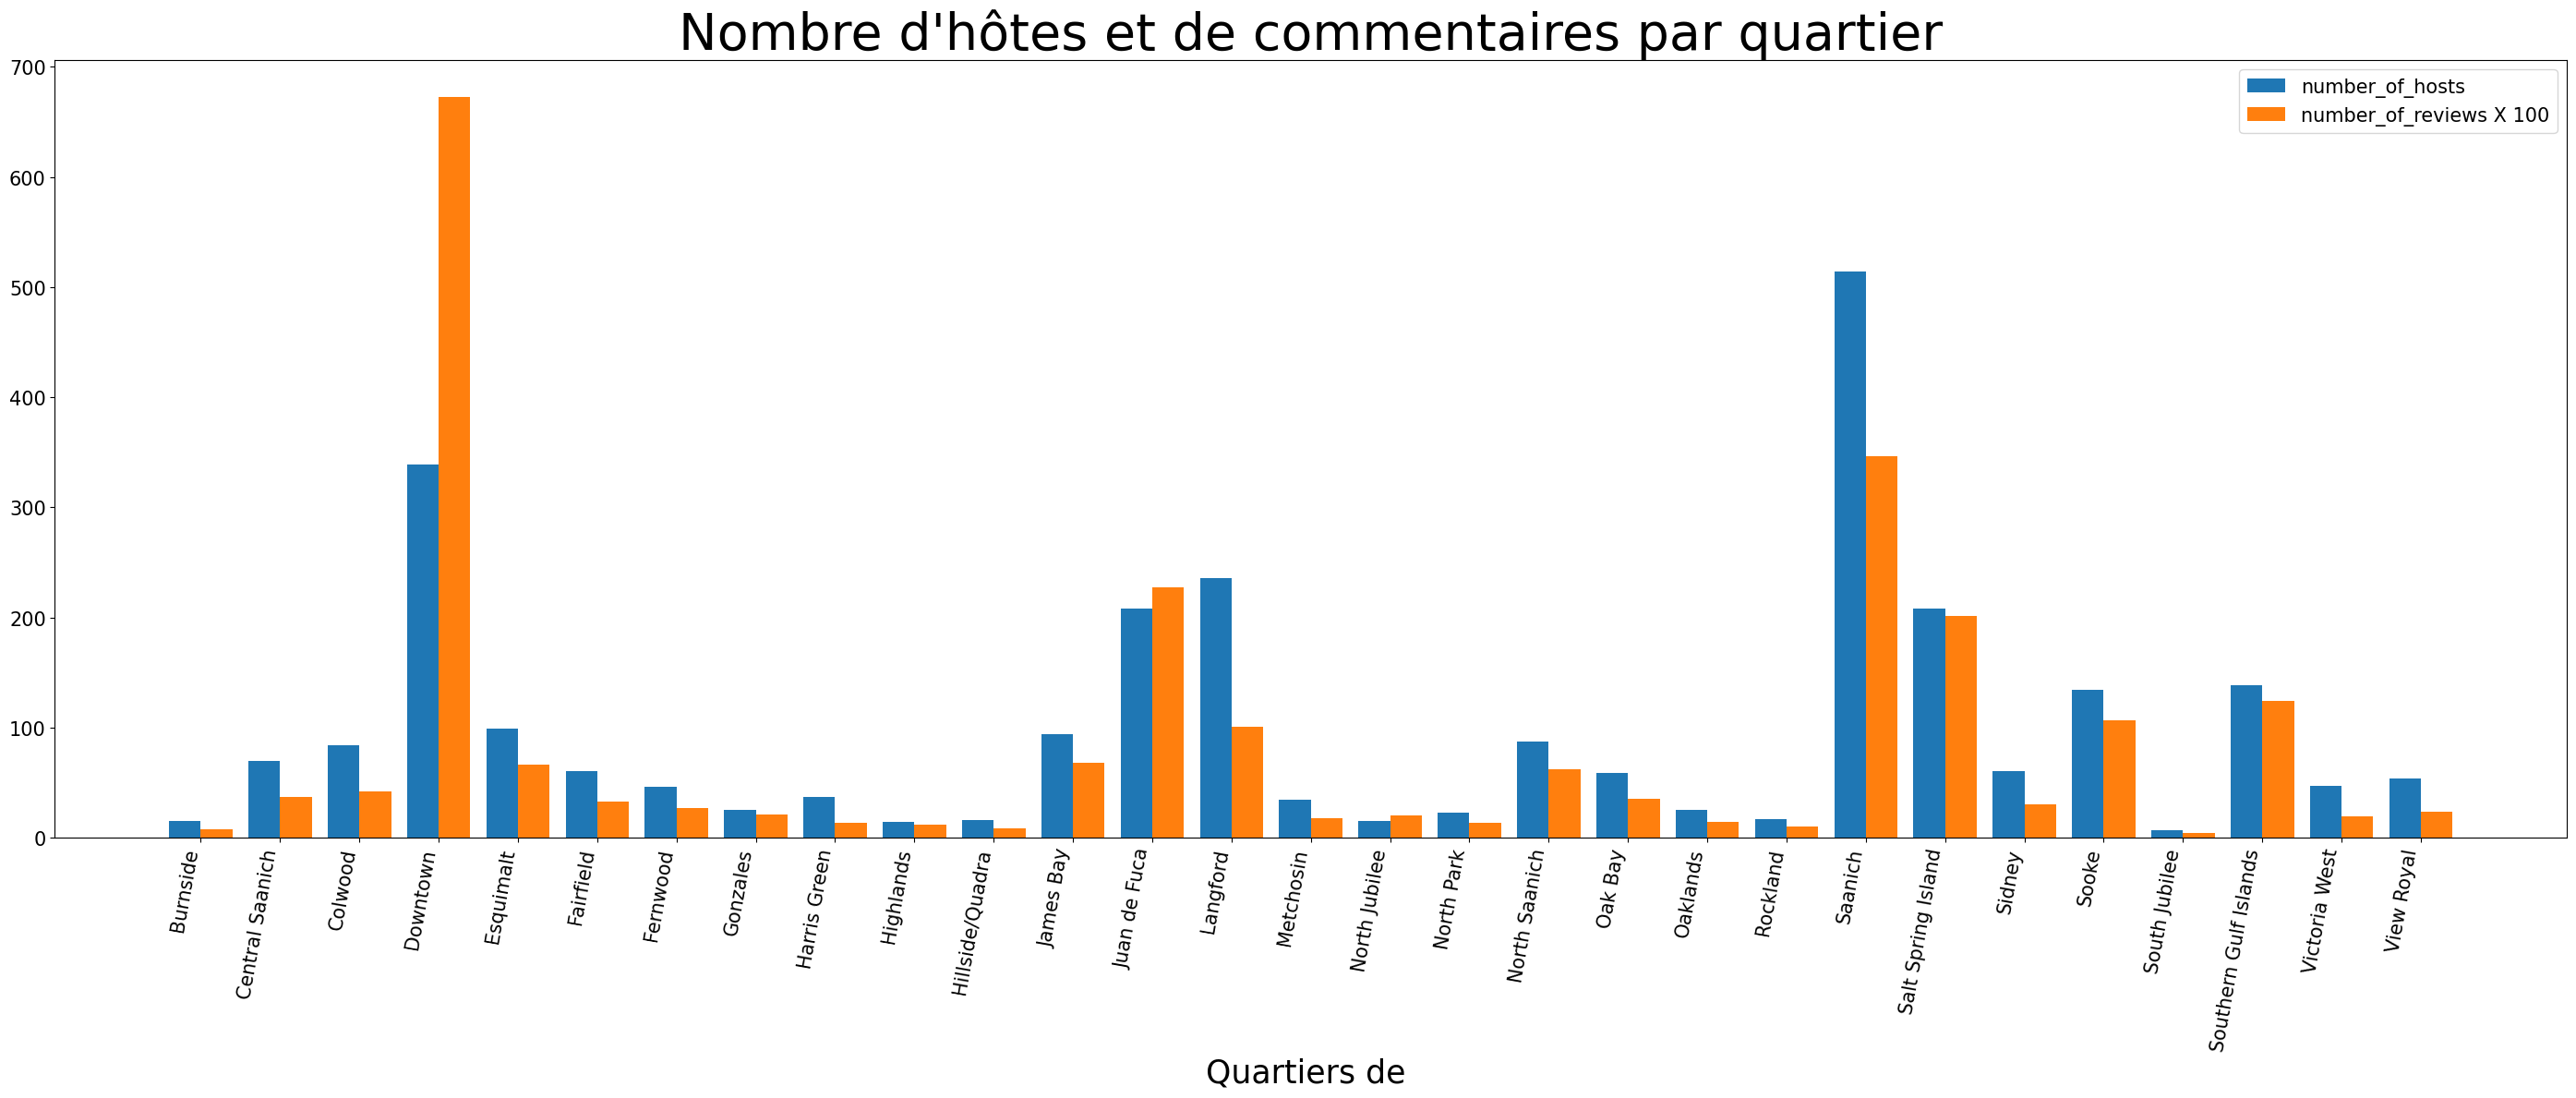 Nombre d'hôtes et de commentaires par quartier
700
600
500
400
300
200
100
0
number_of_hosts
number_of_reviews X 100
Burnside
Central Saanich
Colwood
Downtown
Esquimalt
Fairfield
Fernwood
Gonzales
Harris Green
Highlands
Hillside/Quadra
James Bay
Juan de Fuca
Langford
Metchosin
North Jubilee
North Park
North Saanich
Oak Bay
Oaklands
Rockland
Saanich
Salt Spring Island
Sidney
Sooke
South Jubilee
Southern Gulf Islands
Victoria West
View Royal
Quartiers de